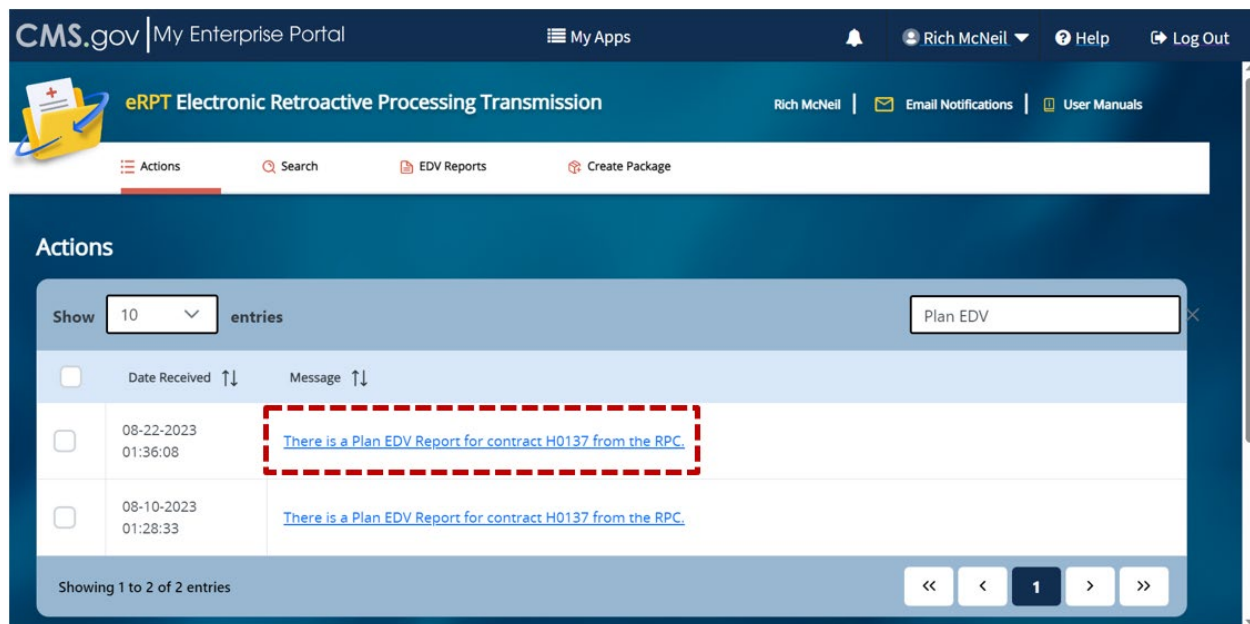 CMS.gov My Enterprise Portal My Apps Rich McNeil Help Log Out
eRPT Electronic Retroactive Processing Transmission Rich McNeil Email Notifications User Manuals
Actions Search EDV Reports Create Package
Actions
Show 10 entries Plan EDV
Date Received Message
08-22-2023
01:36:08
There is a Plan EDV Report for contract H0137 from the RPC.
08-10-2023
01:28:33
There is a Plan EDV Report for contract H0137 from the RPC.
Showing 1 to 2 of 2 entries « < 1 > »